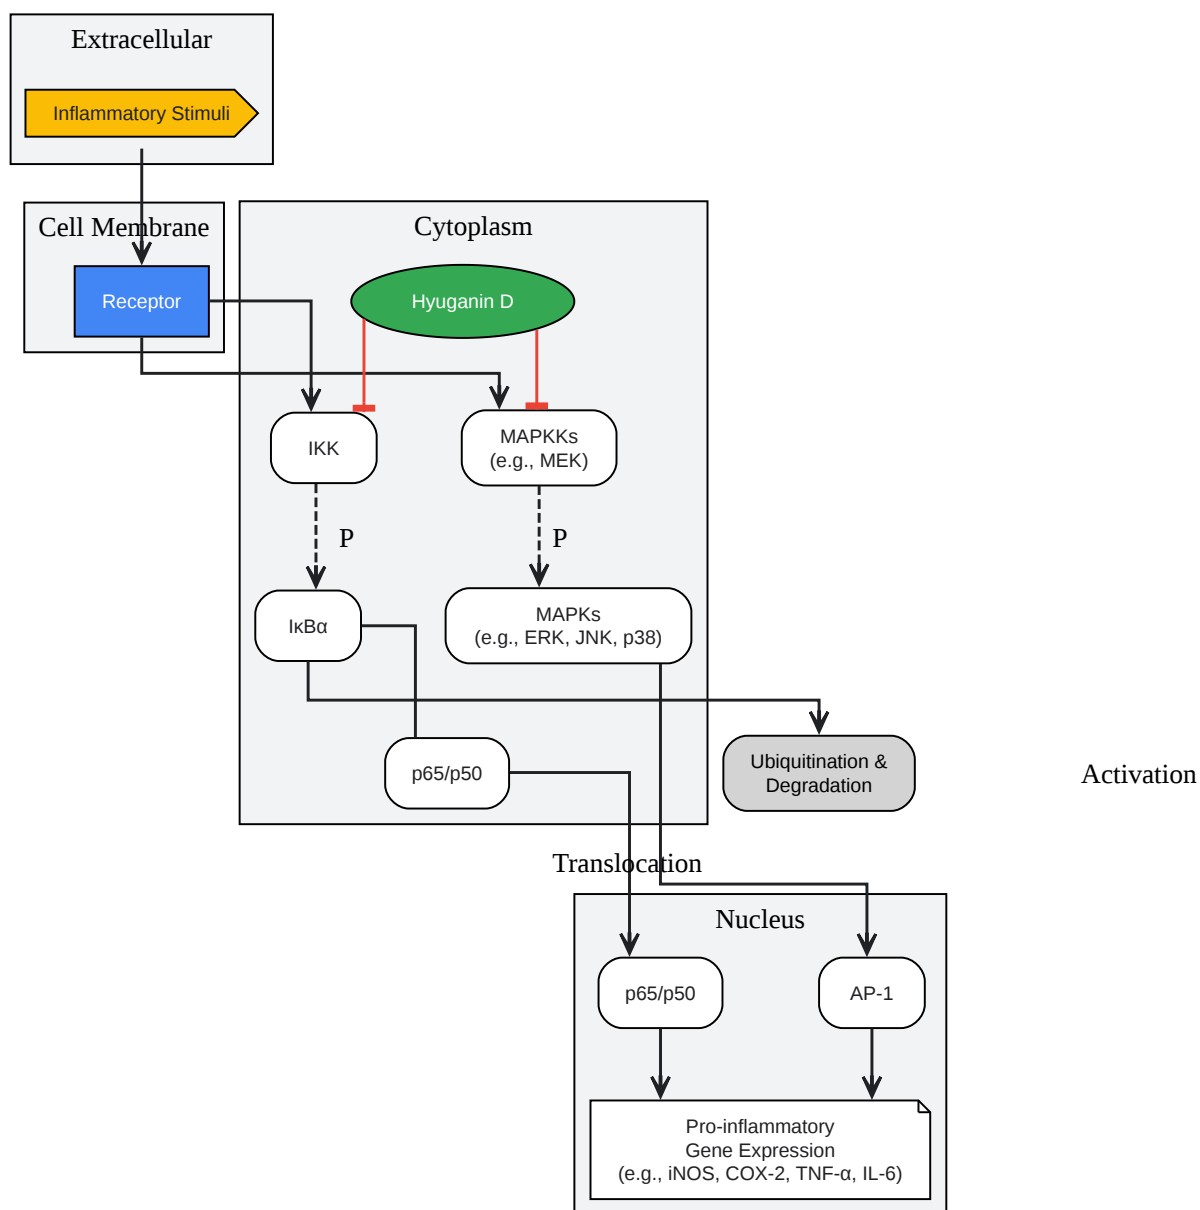 Extracellular
Inflammatory Stimuli
Cell Membrane
Cytoplasm
Receptor
Hyuganin D
IKK
MAPKKs
(e.g., MEK)
P
P
IκBα
MAPKs
(e.g., ERK, JNK, p38)
p65/p50
Ubiquitination &
Degradation
Activation
Translocation
Nucleus
p65/p50
AP-1
Pro-inflammatory
Gene Expression
(e.g., iNOS, COX-2, TNF-α, IL-6)